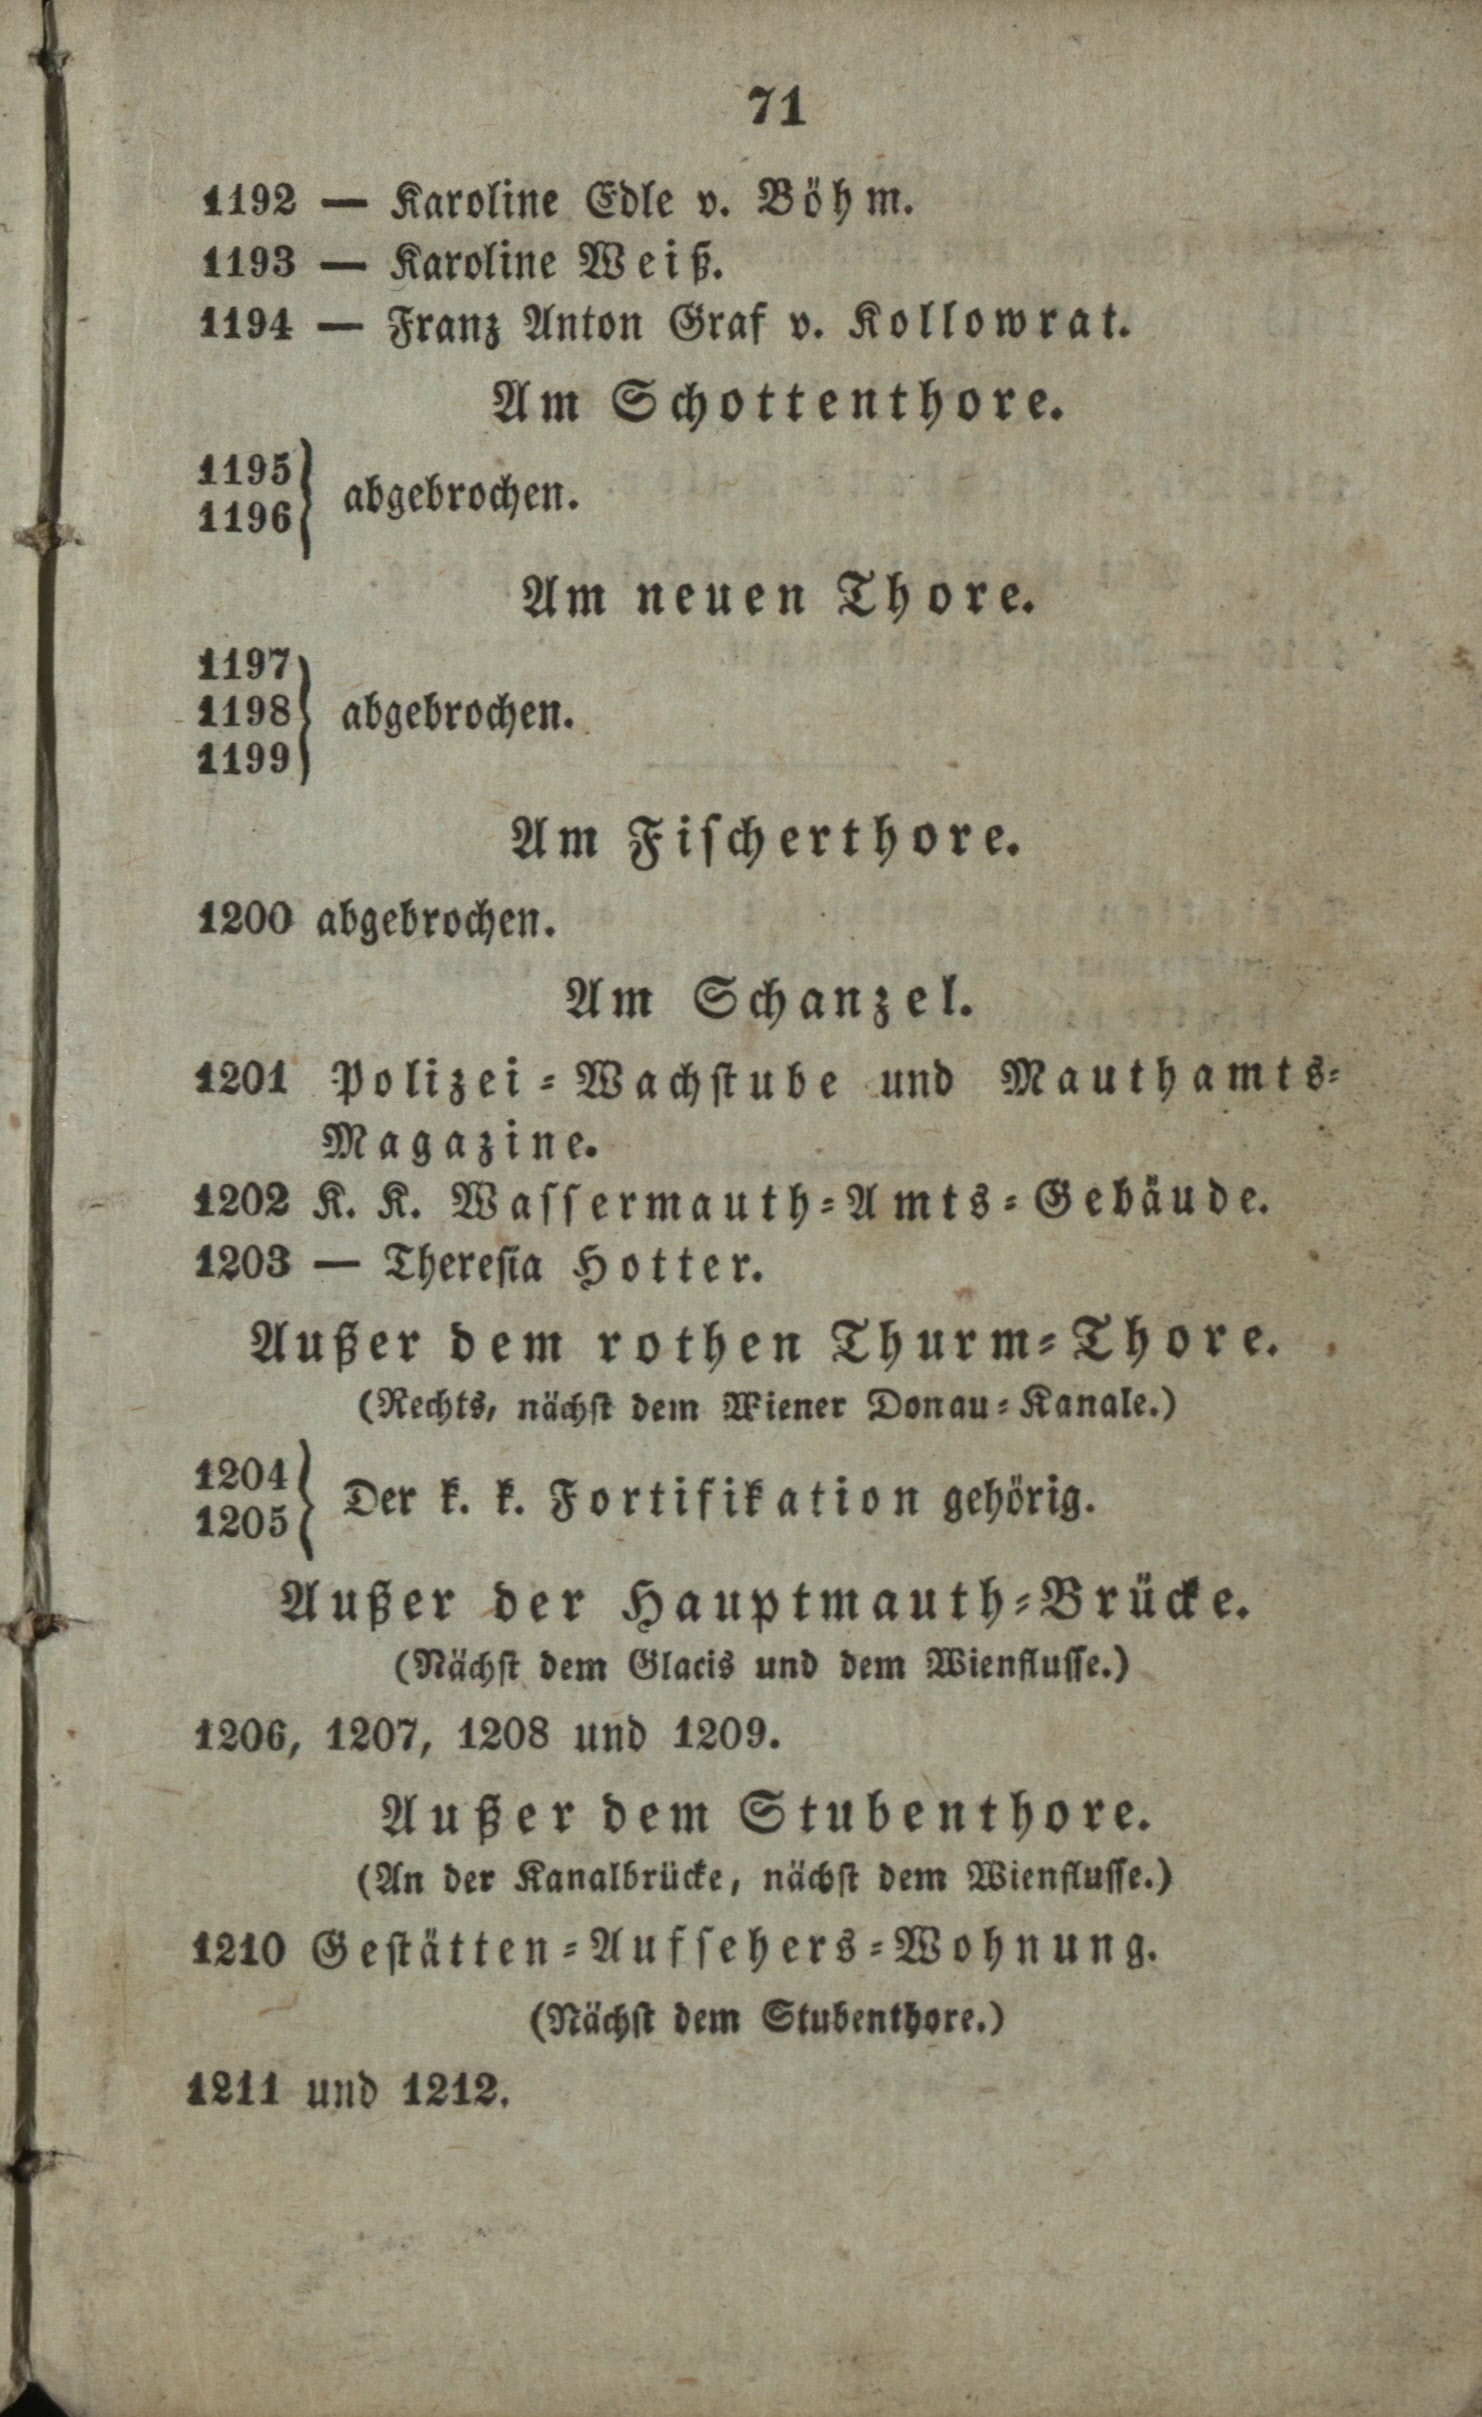 71
1192 — Karoline Edle v. Böhm.
1193 — Karoline Weiß.
1194 — Franz Anton Graf v. Kollowrat.
Am Schottenthore.
1195
1196 } abgebrochen.
Am neuen Thore.
1197
1198 } abgebrochen.
1199
Am Fischerthore.
1200 abgebrochen.
Am Schanzel.
1201 Polizei-Wachstube und Mauthamts-
Magazine.
1202 K. K. Wassermauth-Amts-Gebäude.
1203 — Theresia Hotter.
Außer dem rothen Thurm-Thore.
(Rechts, nächst dem Wiener Donau-Kanale.)
1204
1205 } Der k. k. Fortifikation gehörig.
Außer der Hauptmauth-Brücke.
(Nächst dem Glacis und dem Wienflusse.)
1206, 1207, 1208 und 1209.
Außer dem Stubenthore.
(An der Kanalbrücke, nächst dem Wienflusse.)
1210 Gestätten-Aufsehers-Wohnung.
(Nächst dem Stubenthore.)
1211 und 1212.